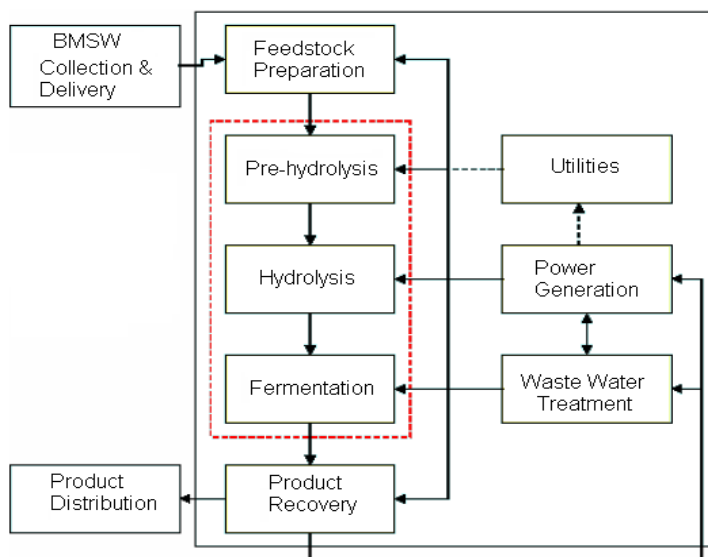 BMSW
Collection &
Delivery
Feedstock
Preparation
Pre-hydrolysis
Utilities
Hydrolysis
Power
Generation
Fermentation
Waste Water
Treatment
Product
Distribution
Product
Recovery